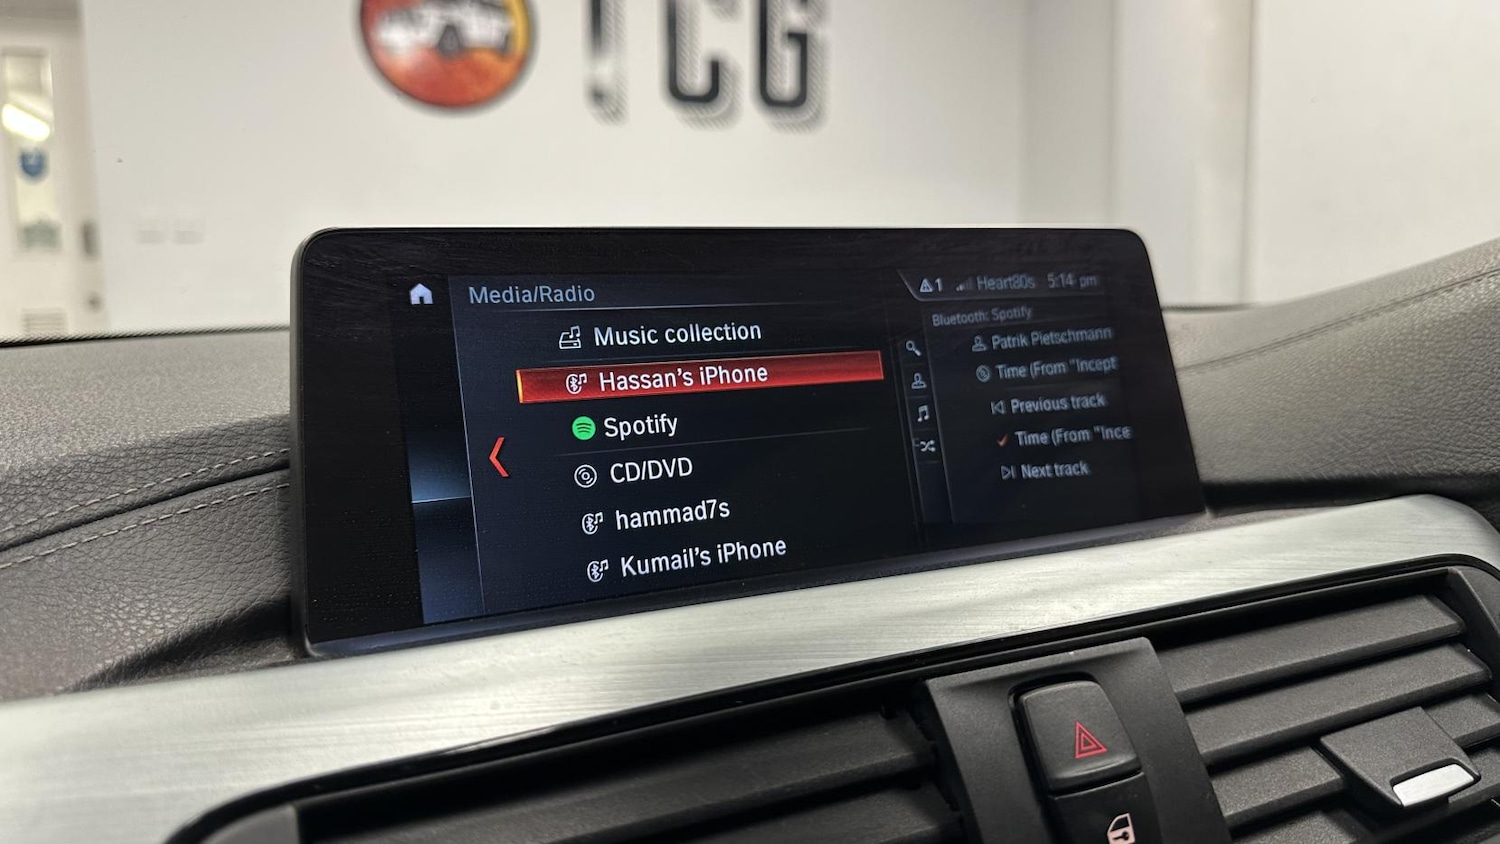 TCG
Media/Radio
Music collection
Hassan's iPhone
Spotify
CD/DVD
hammad7s
Kumail's iPhone
1 Heart80s 5:14 pm
Bluetooth: Spotify
Patrik Pietschmann
Time (From "Incept
Previous track
Time (From "Ince
Next track